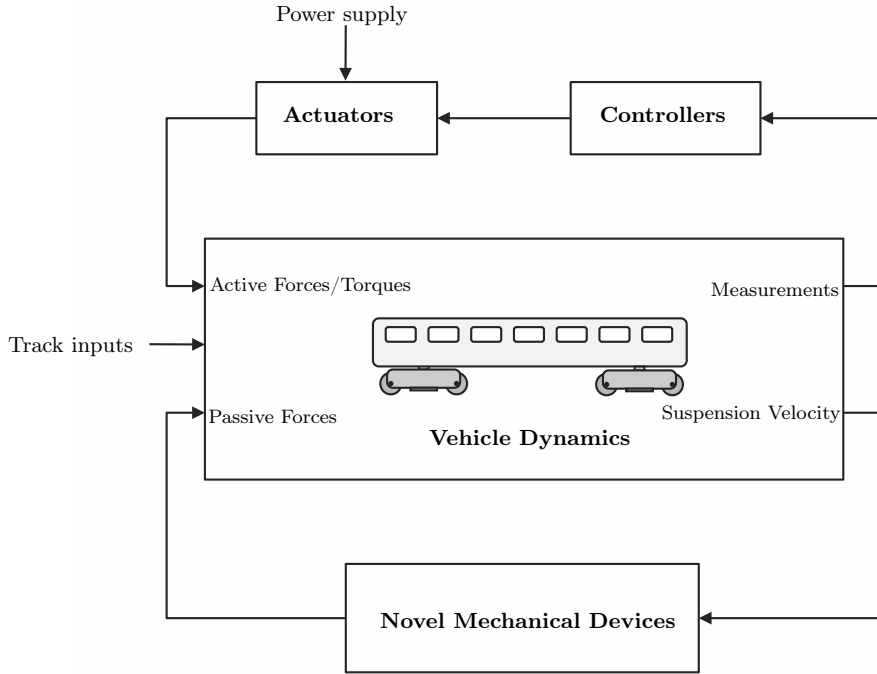 Power supply
Actuators
Controllers
Active Forces/Torques
Measurements
Track inputs
Passive Forces
Suspension Velocity
Vehicle Dynamics
Novel Mechanical Devices